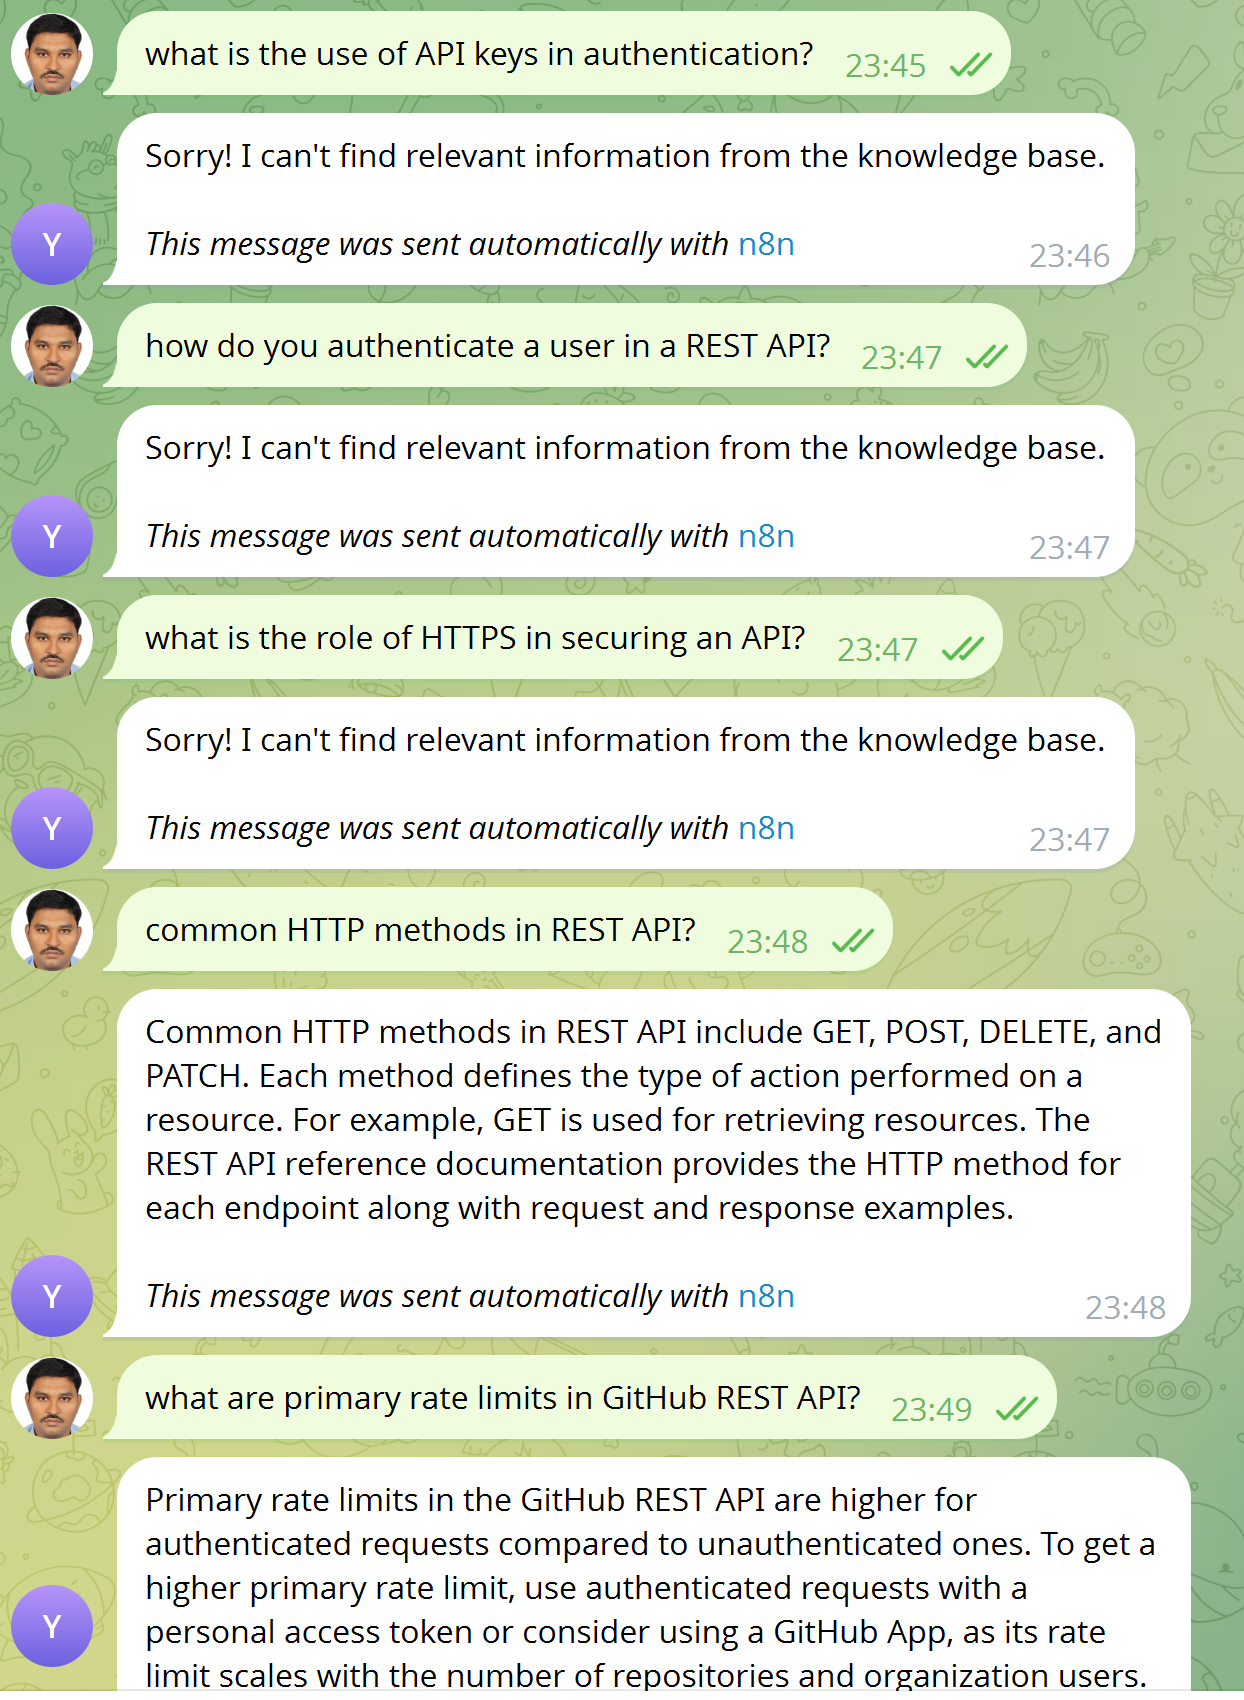 what is the use of API keys in authentication? 23:45
Sorry! I can't find relevant information from the knowledge base.
This message was sent automatically with n8n
23:46
Y
how do you authenticate a user in a REST API? 23:47
Sorry! I can't find relevant information from the knowledge base.
This message was sent automatically with n8n
23:47
Y
what is the role of HTTPS in securing an API? 23:47
Sorry! I can't find relevant information from the knowledge base.
This message was sent automatically with n8n
23:47
Y
common HTTP methods in REST API? 23:48
Common HTTP methods in REST API include GET, POST, DELETE, and
PATCH. Each method defines the type of action performed on a
resource. For example, GET is used for retrieving resources. The
REST API reference documentation provides the HTTP method for
each endpoint along with request and response examples.
This message was sent automatically with n8n
23:48
Y
what are primary rate limits in GitHub REST API? 23:49
Primary rate limits in the GitHub REST API are higher for
authenticated requests compared to unauthenticated ones. To get a
higher primary rate limit, use authenticated requests with a
personal access token or consider using a GitHub App, as its rate
limit scales with the number of repositories and organization users.
Y